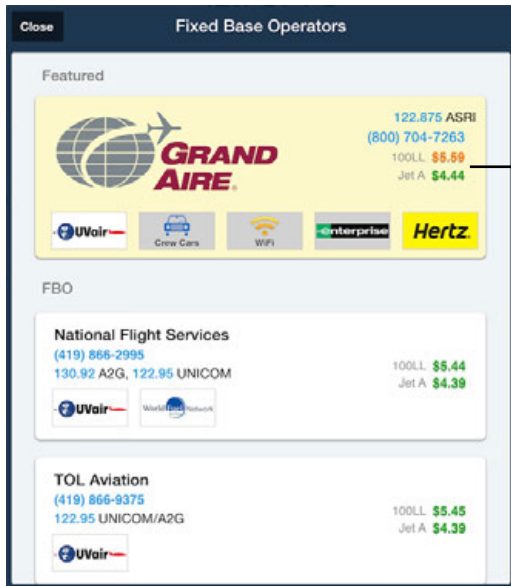 Close
Fixed Base Operators
Featured
GRAND
AIRE.
122.875 ASRI
(800) 704-7263
100LL $5.59
Jet A $4.44
UVair
Crew Cars
WiFi
enterprise
Hertz.
FBO
National Flight Services
(419) 866-2995
130.92 A2G, 122.95 UNICOM
100LL $5.44
Jet A $4.39
UVair
World Fuel Network
TOL Aviation
(419) 866-9375
122.95 UNICOM/A2G
100LL $5.45
Jet A $4.39
UVair